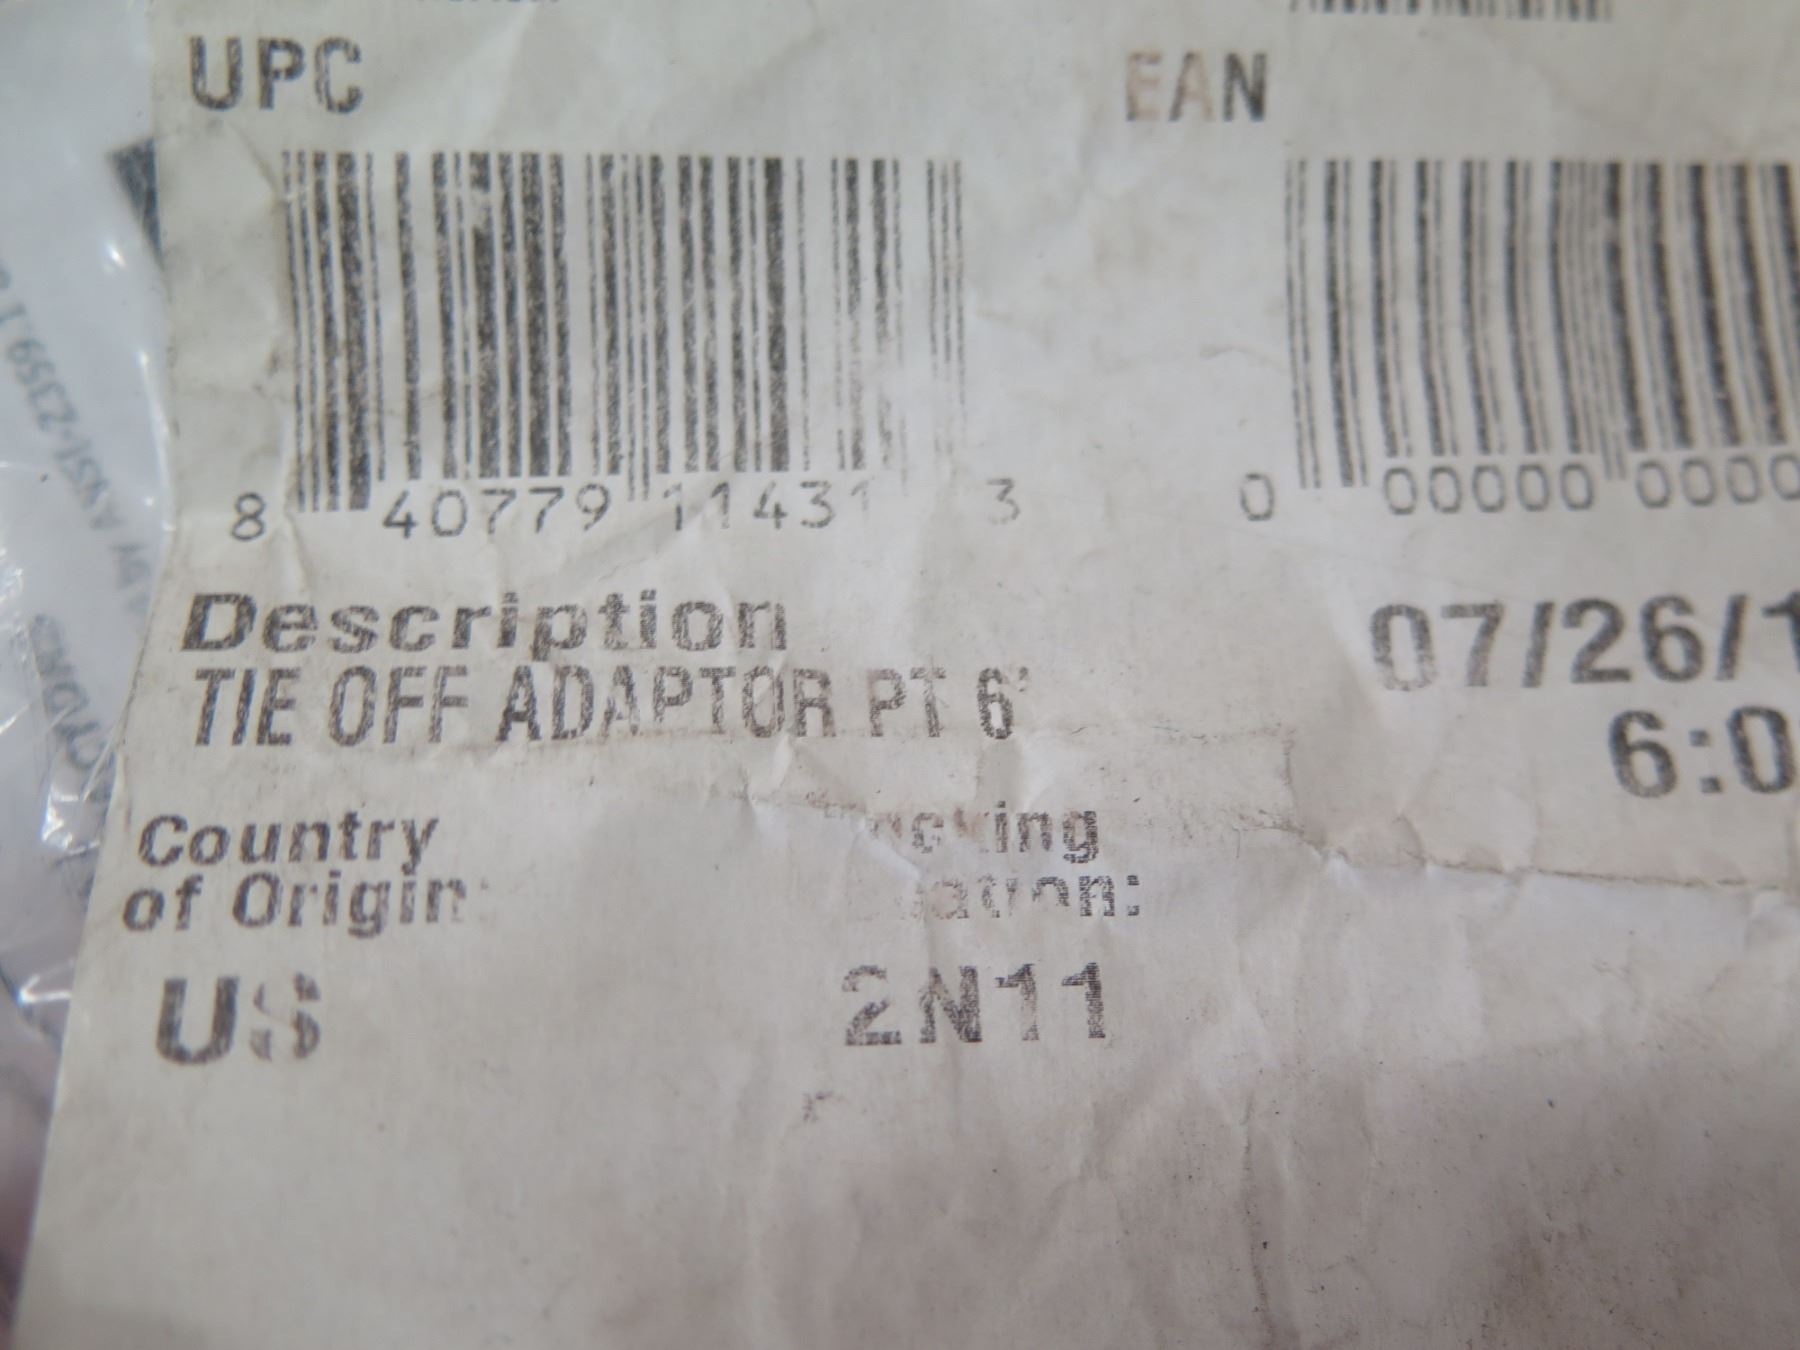 UPC EAN
8 40779 11431 3 0 00000 0000
Description 07/26/1
TIE OFF ADAPTOR PT 6' 6:0
Country
of Origin
US 2N11